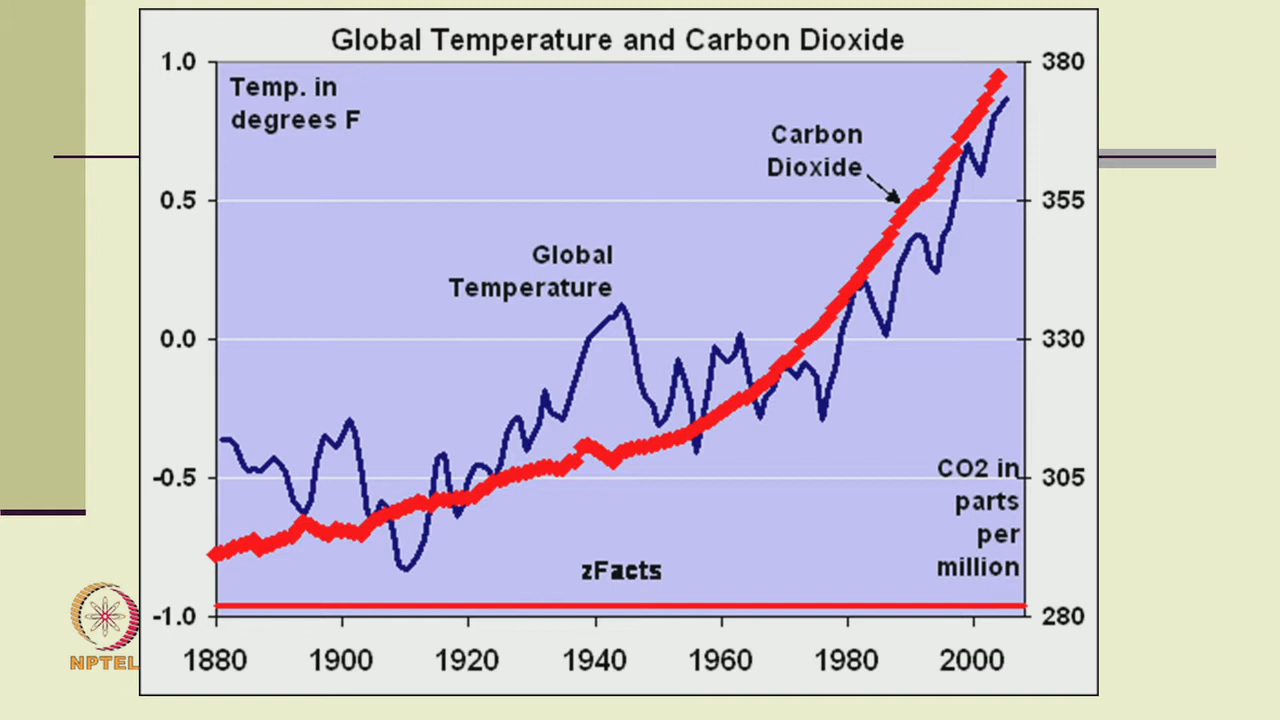 Global Temperature and Carbon Dioxide
1.0
380
Temp. in
degrees F
Carbon
Dioxide
0.5
355
Global
Temperature
0.0
330
-0.5
305
CO2 in
parts
per
million
zFacts
-1.0
280
1880
1900
1920
1940
1960
1980
2000
NPTEL